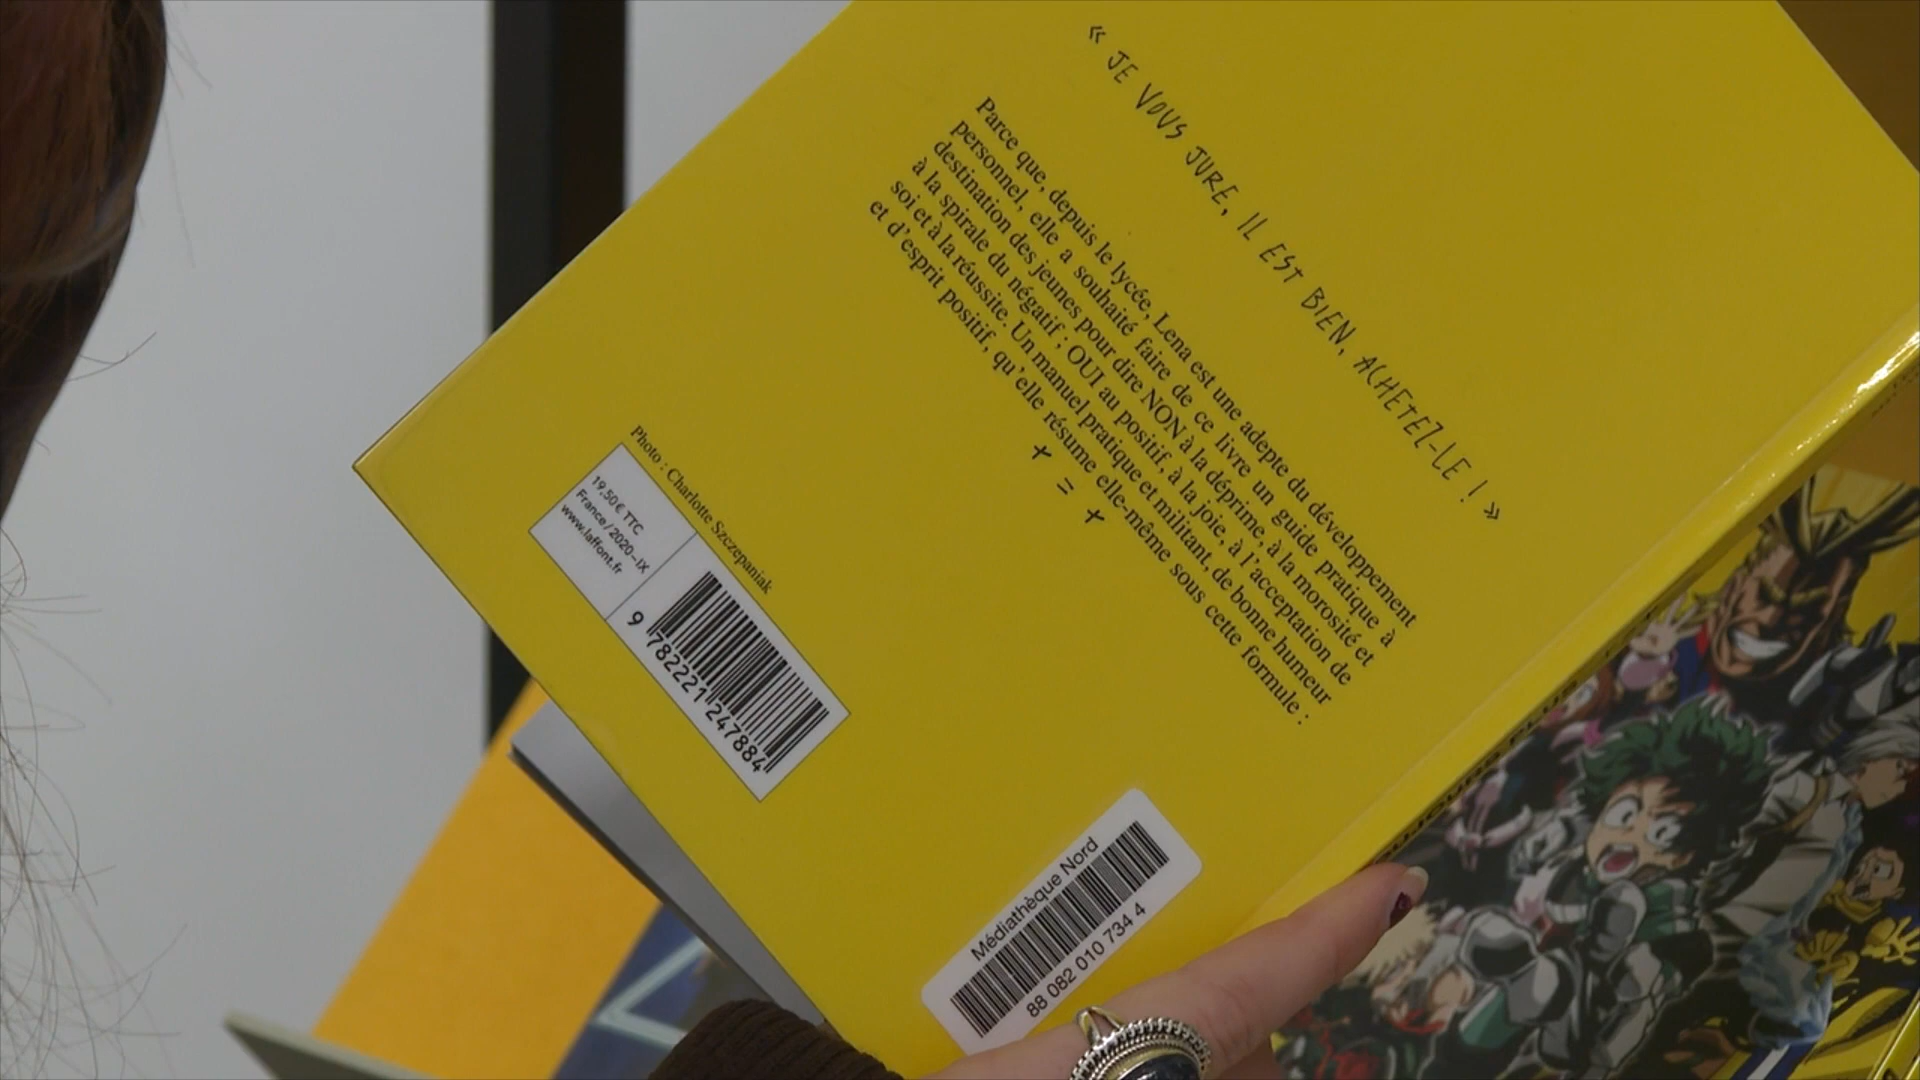 « JE VOUS JURE, IL EST BIEN, ACHETEZ-LE ! »
Parce que, depuis le lycée, Lena est une adepte du développement
personnel, elle a souhaité faire de ce livre un guide pratique à
destination des jeunes pour dire NON à la déprime, à la morosité et
à la spirale du négatif ; OUI au positif, à la joie, à l'acceptation de
soi et à la réussite. Un manuel pratique et militant, de bonne humeur
et d'esprit positif, qu'elle résume elle-même sous cette formule :
+ = +
Photo : Charlotte Szczepaniak
19,50€ TTC
France/2020-IX
www.laffont.fr
9 782221 247884
Médiathèque Nord
88 082 010 734 4